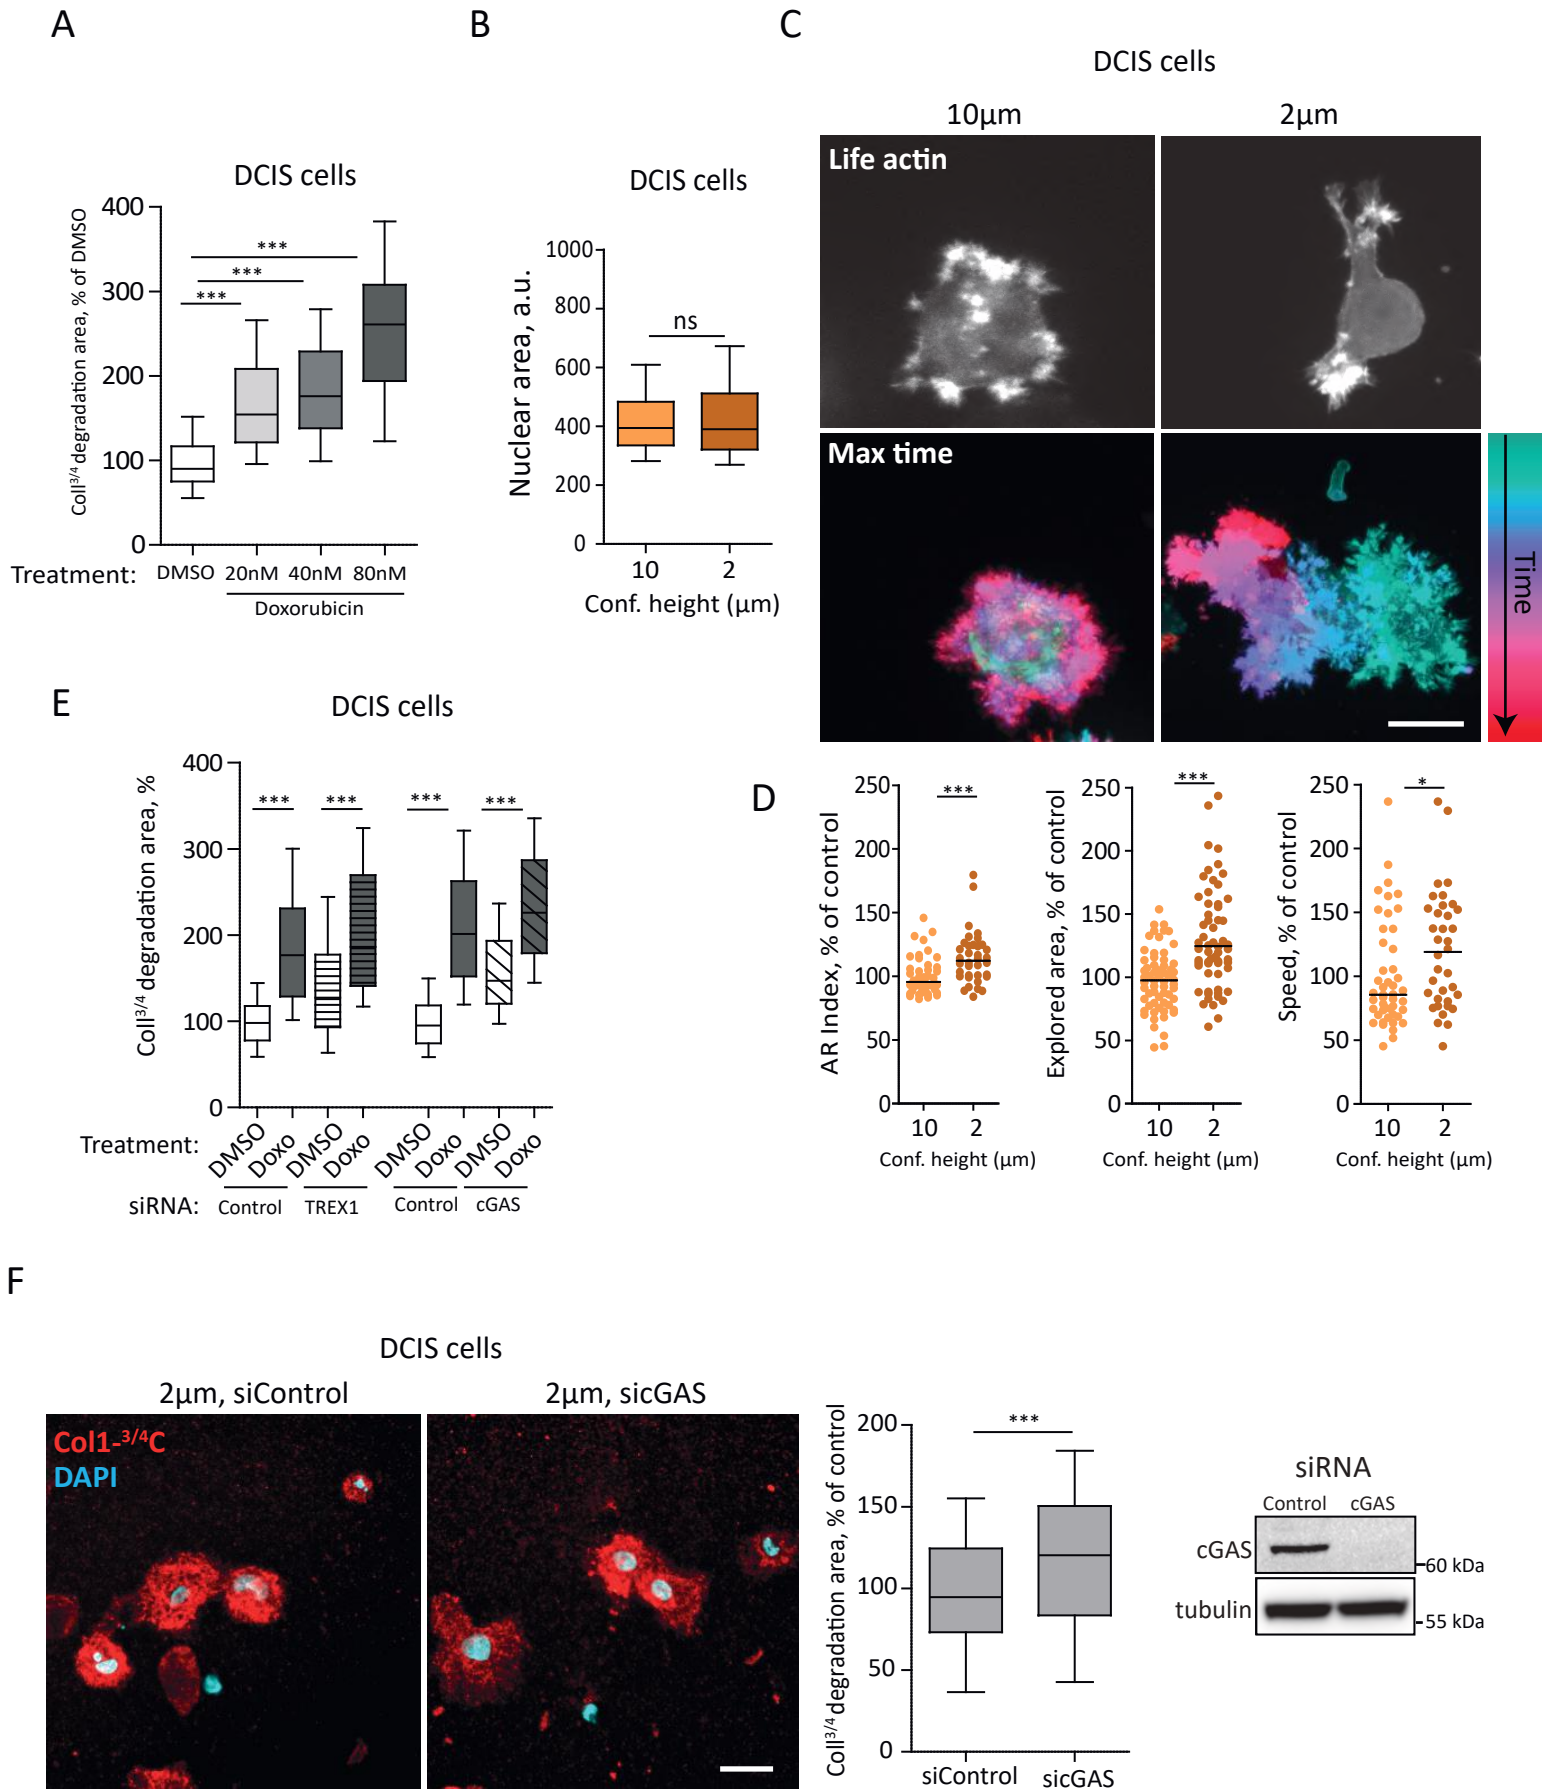 A
DCIS cells
Coll3/4 degradation area, % of DMSO
400
300
200
100
0
***
***
***
Treatment:
DMSO 20nM 40nM 80nM
Doxorubicin
B
DCIS cells
Nuclear area, a.u.
1000
800
600
400
200
0
ns
10 2
Conf. height (µm)
C
DCIS cells
10µm 2µm
Life actin
Max time
Time
D
AR Index, % of control
250
200
150
100
50
0
***
10 2
Conf. height (µm)
Explored area, % of control
250
200
150
100
50
0
***
10 2
Conf. height (µm)
Speed, % of control
250
200
150
100
50
0
*
10 2
Conf. height (µm)
E
DCIS cells
Coll3/4 degradation area, %
400
300
200
100
0
*** *** *** ***
Treatment: DMSO Doxo DMSO Doxo DMSO Doxo DMSO Doxo
siRNA: Control TREX1 Control cGAS
F
DCIS cells
2µm, siControl 2µm, sicGAS
Col1-3/4C
DAPI
Coll3/4 degradation area, % of control
200
150
100
50
0
***
siControl sicGAS
siRNA
Control cGAS
cGAS
60 kDa
tubulin
55 kDa